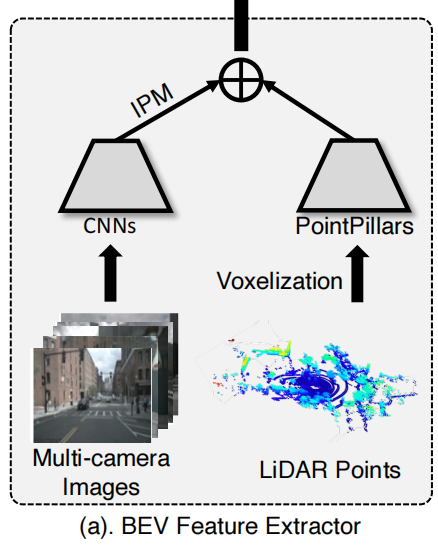 IPM
CNNs
PointPillars
Voxelization
Multi-camera
Images
LiDAR Points
(a). BEV Feature Extractor